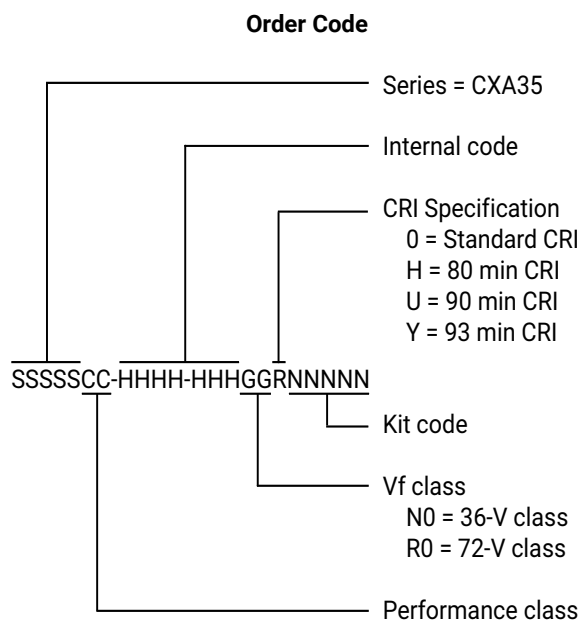 Order Code
Series = CXA35
Internal code
CRI Specification
0 = Standard CRI
H = 80 min CRI
U = 90 min CRI
Y = 93 min CRI
SSSSSCC-HHHH-HHHGGRNNNNN
Kit code
Vf class
N0 = 36-V class
R0 = 72-V class
Performance class